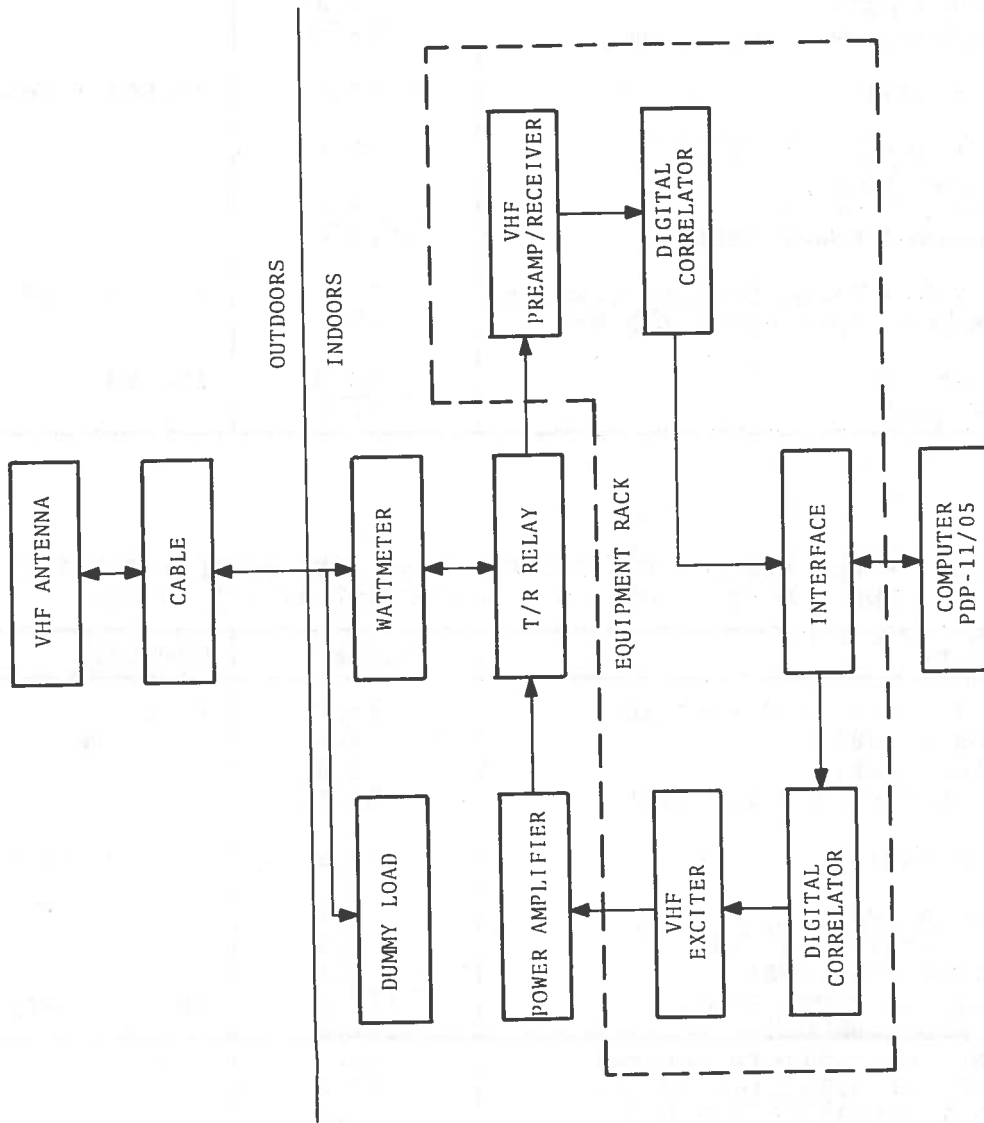 VHF ANTENNA
CABLE
OUTDOORS
INDOORS
DUMMY LOAD
WATTMETER
POWER AMPLIFIER
T/R RELAY
VHF
PREAMP/RECEIVER
EQUIPMENT RACK
VHF
EXCITER
DIGITAL
CORRELATOR
DIGITAL
CORRELATOR
INTERFACE
COMPUTER
PDP-11/05